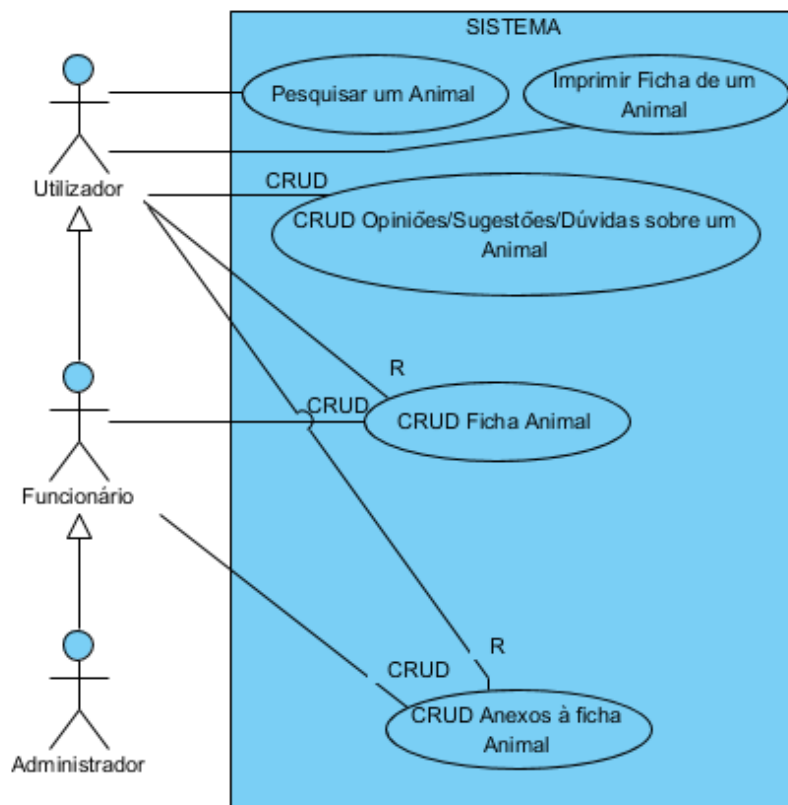 SISTEMA
Pesquisar um Animal
Imprimir Ficha de um
Animal
Utilizador
CRUD
CRUD Opiniões/Sugestões/Dúvidas sobre um
Animal
R
CRUD
CRUD Ficha Animal
Funcionário
R
CRUD
CRUD Anexos à ficha
Animal
Administrador